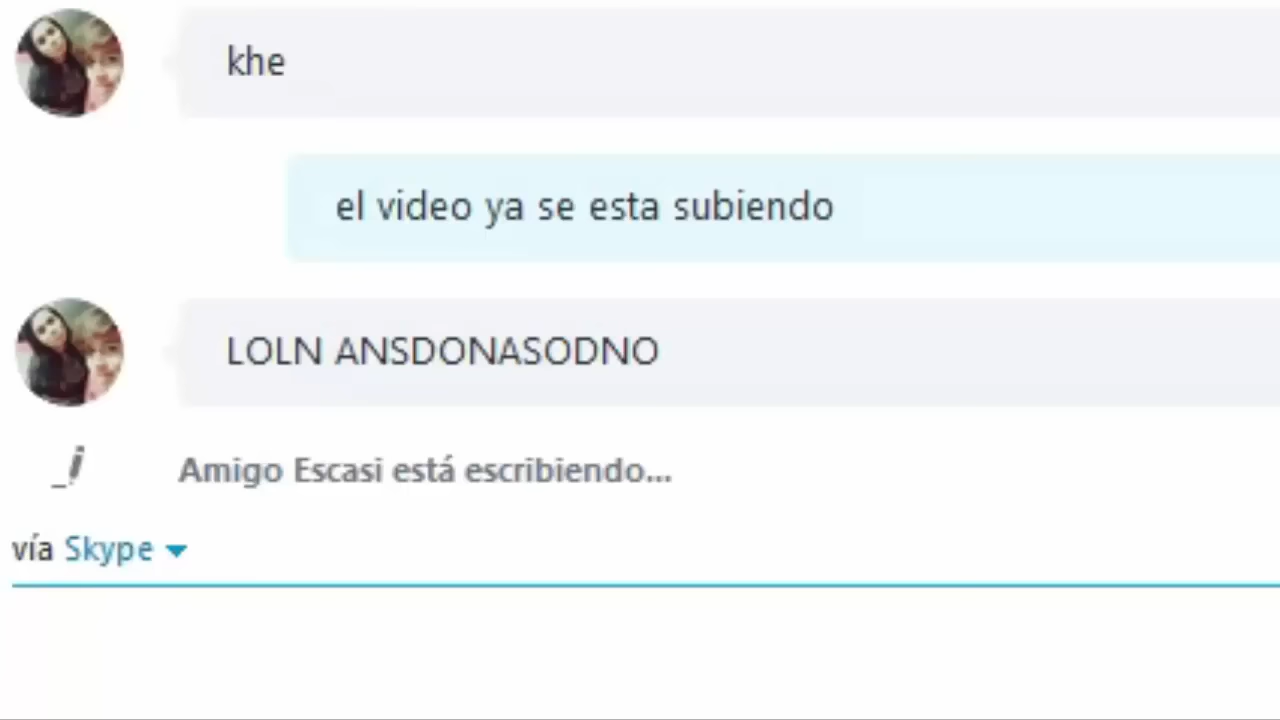 khe
el video ya se esta subiendo
LOLN ANSDONASODNO
Amigo Escasi está escribiendo...
vía Skype